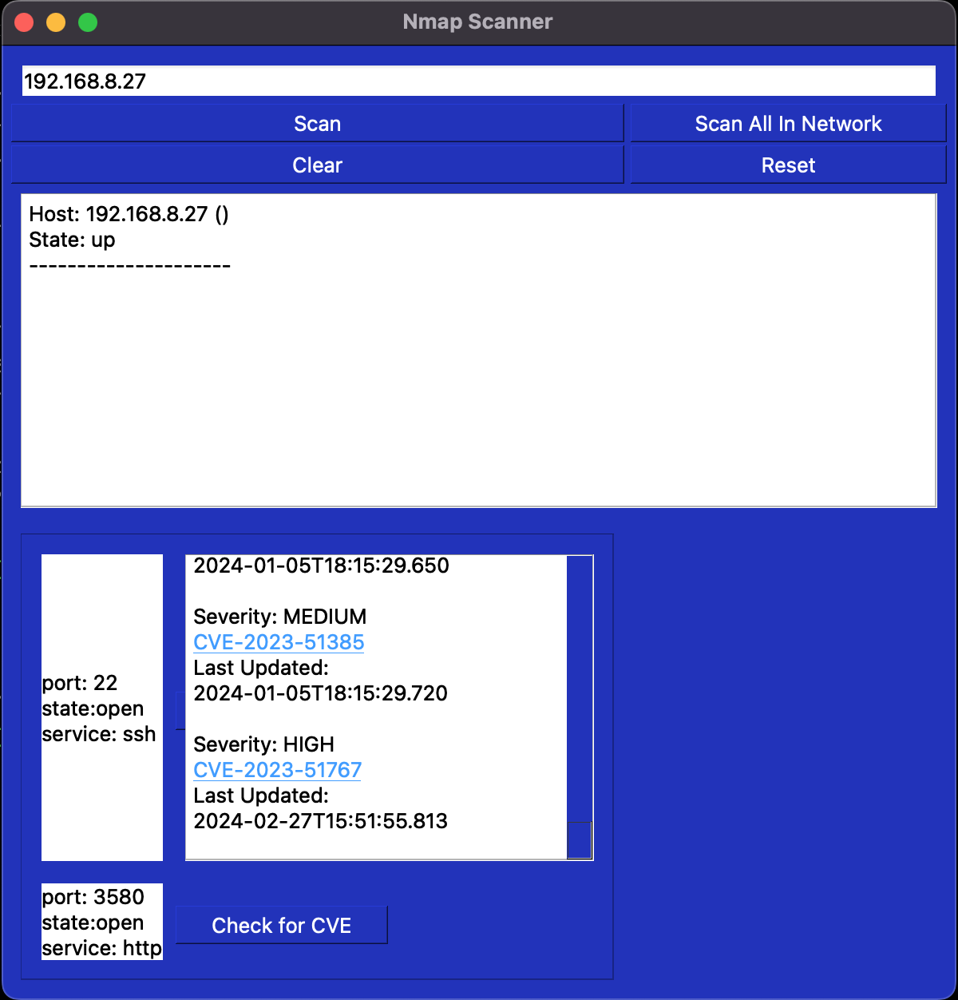 Nmap Scanner
192.168.8.27
Scan
Scan All In Network
Clear
Reset
Host: 192.168.8.27 ()
State: up
---------------------
port: 22
state:open
service: ssh
2024-01-05T18:15:29.650
Severity: MEDIUM
CVE-2023-51385
Last Updated:
2024-01-05T18:15:29.720
Severity: HIGH
CVE-2023-51767
Last Updated:
2024-02-27T15:51:55.813
port: 3580
state:open
service: http
Check for CVE